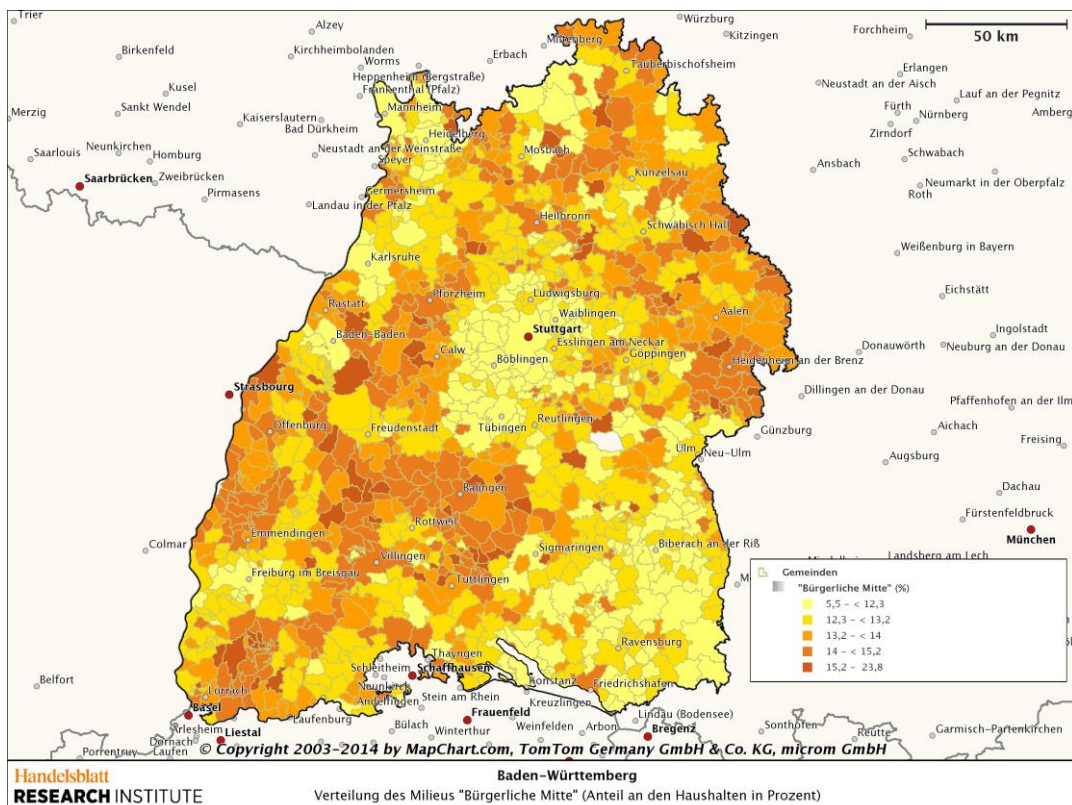 Trier
Alzey
Würzburg
Kitzingen
Forchheim
50 km
Birkenfeld
Kirchheimbolanden
Worms
Erbach
Miltenberg
Tauberbischofsheim
Erlangen
Neustadt an der Aisch
Kusel
Sankt Wendel
Heppenheim (Bergstraße)
Frankenthal (Pfalz)
Lauf an der Pegnitz
Merzig
Kaiserslautern
Bad Dürkheim
Mannheim
Fürth
Nürnberg
Amberg
Zirndorf
Neunkirchen
Homburg
Saarlouis
Heidelberg
Neustadt an der Weinstraße
Speyer
Mosbach
Ansbach
Schwabach
Saarbrücken
Zweibrücken
Pirmasens
Künzelsau
Neumarkt in der Oberpfalz
Roth
Germersheim
Landau in der Pfalz
Heilbronn
Schwäbisch Hall
Weißenburg in Bayern
Karlsruhe
Eichstätt
Pforzheim
Ludwigsburg
Rastatt
Waiblingen
Aalen
Baden-Baden
Stuttgart
Ingolstadt
Esslingen am Neckar
Calw
Göppingen
Donauwörth
Neuburg an der Donau
Böblingen
Heidenheim an der Brenz
Strasbourg
Dillingen an der Donau
Pfaffenhofen an der Ilm
Offenburg
Freudenstadt
Tübingen
Reutlingen
Günzburg
Aichach
Freising
Ulm
Neu-Ulm
Augsburg
Balingen
Dachau
Rottweil
Fürstenfeldbruck
Emmendingen
München
Colmar
Villingen
Sigmaringen
Biberach an der Riß
Landsberg am Lech
Freiburg im Breisgau
Tuttlingen
Gemeinden
"Bürgerliche Mitte" (%)
5,5 - < 12,3
12,3 - < 13,2
13,2 - < 14
14 - < 15,2
15,2 - 23,8
Ravensburg
Thayngen
Schleitheim
Schaffhausen
Belfort
Lörrach
Neunkirch
Konstanz
Friedrichshafen
Stein am Rhein
Kreuzlingen
Basel
Andelfingen
Laufenburg
Frauenfeld
Lindau (Bodensee)
Arlesheim
Bülach
Weinfelden
Arbon
Sonthofen
Garmisch-Partenkirchen
Dornach
Liestal
Winterthur
Bregenz
Reutte
Porrentruy
Laufen
© Copyright 2003-2014 by MapChart.com, TomTom Germany GmbH & Co. KG, microm GmbH
Handelsblatt
RESEARCH INSTITUTE
Baden-Württemberg
Verteilung des Milieus "Bürgerliche Mitte" (Anteil an den Haushalten in Prozent)